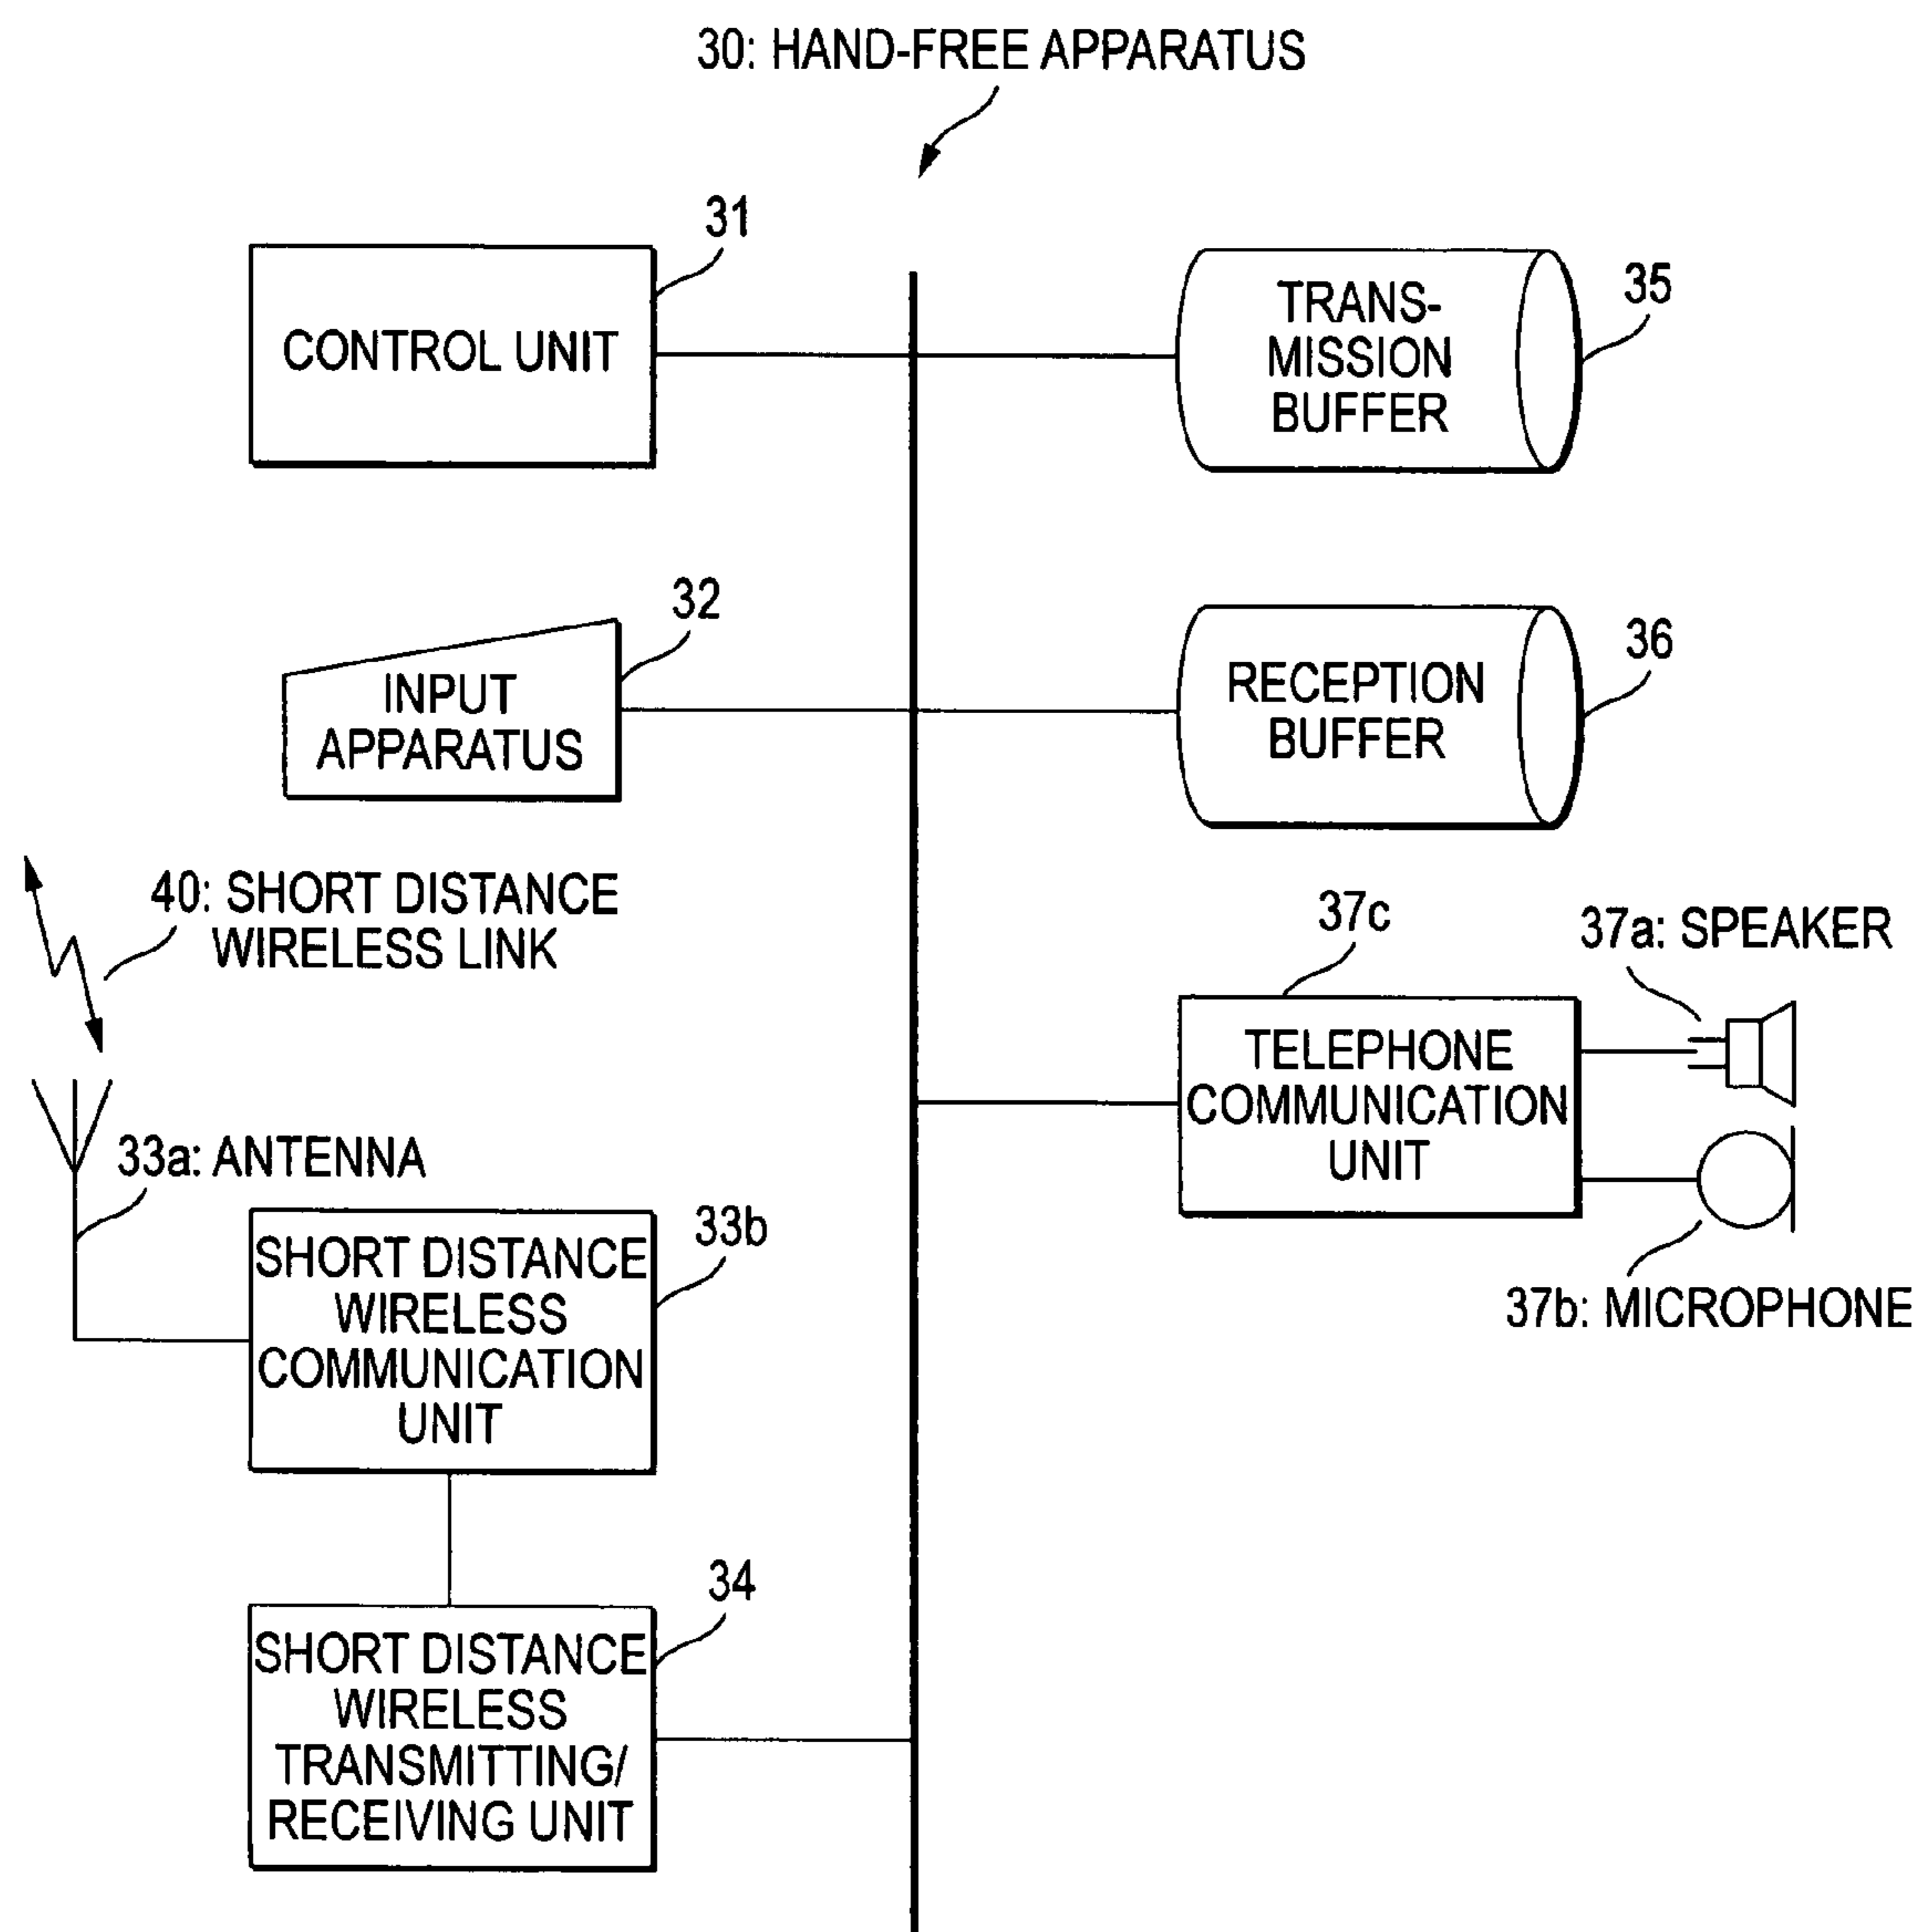 30: HAND-FREE APPARATUS
31
CONTROL UNIT
35
TRANS-
MISSION
BUFFER
32
INPUT
APPARATUS
36
RECEPTION
BUFFER
40: SHORT DISTANCE
WIRELESS LINK
37c
37a: SPEAKER
TELEPHONE
COMMUNICATION
UNIT
37b: MICROPHONE
33a: ANTENNA
33b
SHORT DISTANCE
WIRELESS
COMMUNICATION
UNIT
34
SHORT DISTANCE
WIRELESS
TRANSMITTING/
RECEIVING UNIT